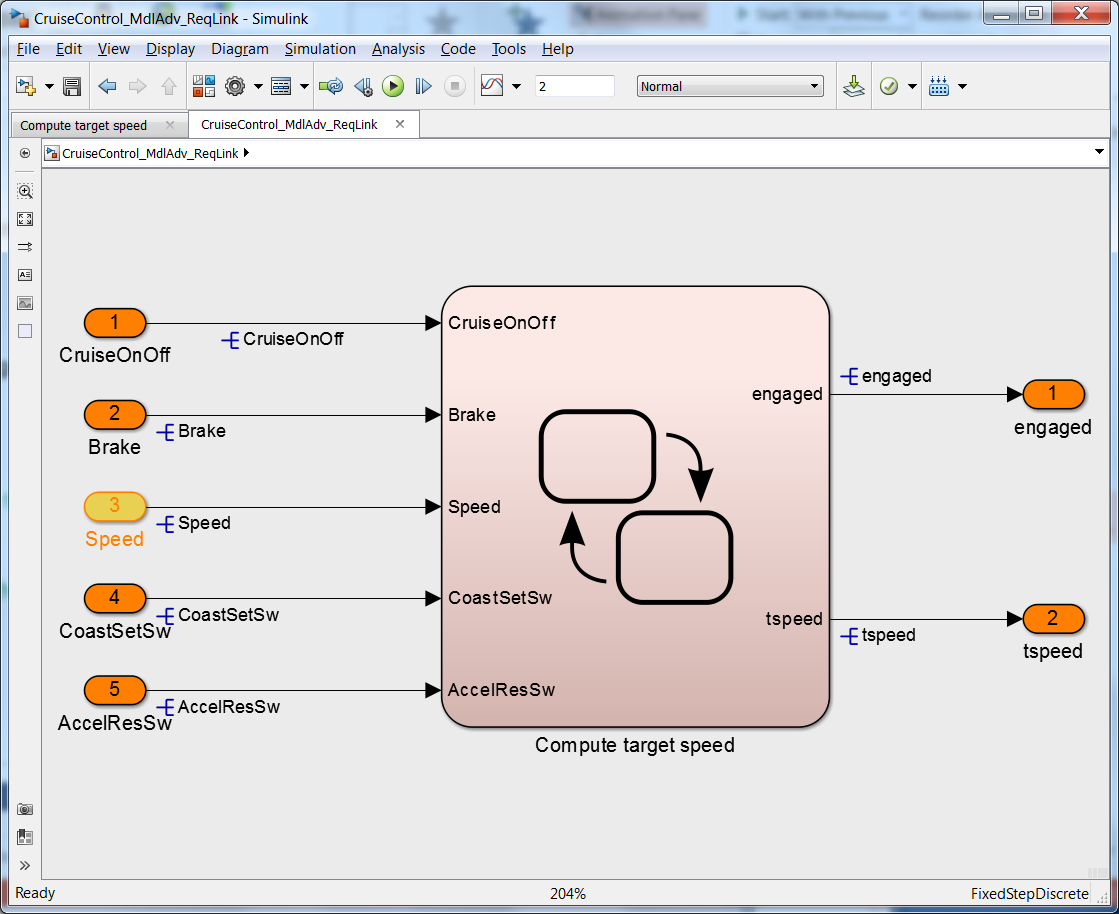 CruiseControl_MdlAdv_ReqLink - Simulink
File Edit View Display Diagram Simulation Analysis Code Tools Help
2 Normal
Compute target speed CruiseControl_MdlAdv_ReqLink
CruiseControl_MdlAdv_ReqLink
1
CruiseOnOff
CruiseOnOff
CruiseOnOff
2
Brake
Brake
Brake
3
Speed
Speed
Speed
4
CoastSetSw
CoastSetSw
CoastSetSw
5
AccelResSw
AccelResSw
AccelResSw
engaged
engaged
1
engaged
tspeed
tspeed
2
tspeed
Compute target speed
Ready 204% FixedStepDiscrete